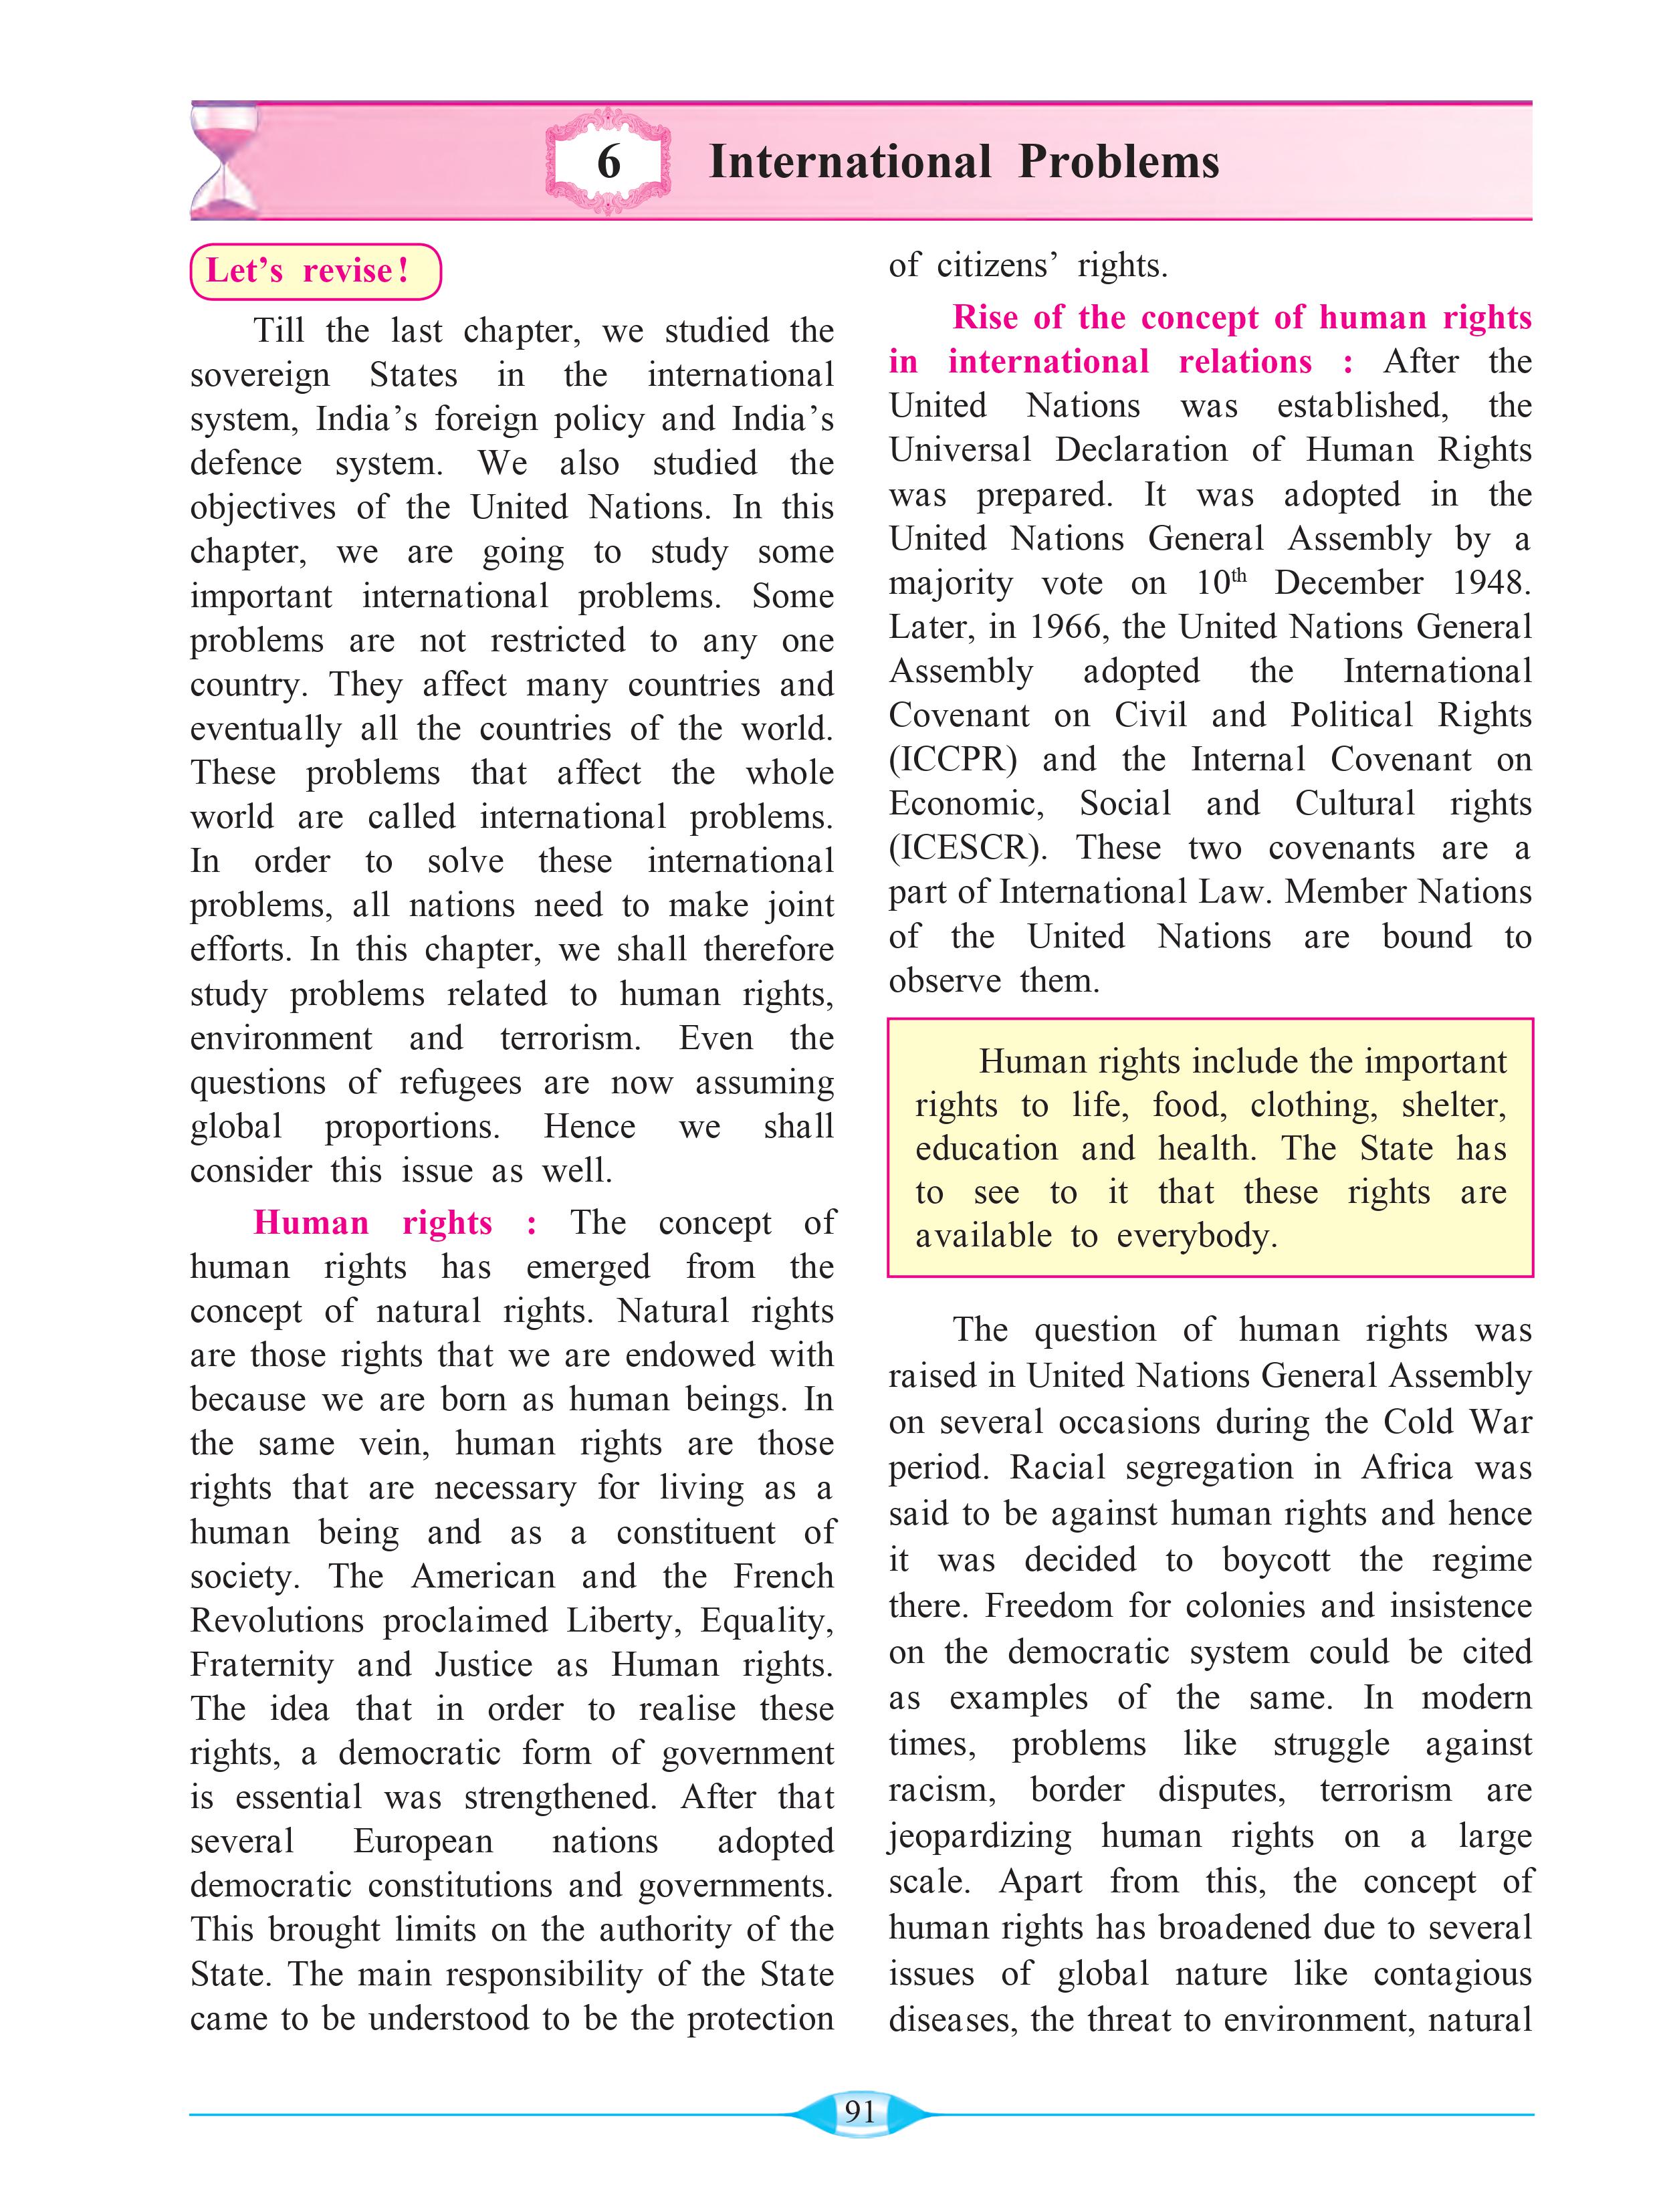 6 International Problems
Let’s revise!
Till the last chapter, we studied the
sovereign States in the international
system, India’s foreign policy and India’s
defence system. We also studied the
objectives of the United Nations. In this
chapter, we are going to study some
important international problems. Some
problems are not restricted to any one
country. They affect many countries and
eventually all the countries of the world.
These problems that affect the whole
world are called international problems.
In order to solve these international
problems, all nations need to make joint
efforts. In this chapter, we shall therefore
study problems related to human rights,
environment and terrorism. Even the
questions of refugees are now assuming
global proportions. Hence we shall
consider this issue as well.
Human rights : The concept of
human rights has emerged from the
concept of natural rights. Natural rights
are those rights that we are endowed with
because we are born as human beings. In
the same vein, human rights are those
rights that are necessary for living as a
human being and as a constituent of
society. The American and the French
Revolutions proclaimed Liberty, Equality,
Fraternity and Justice as Human rights.
The idea that in order to realise these
rights, a democratic form of government
is essential was strengthened. After that
several European nations adopted
democratic constitutions and governments.
This brought limits on the authority of the
State. The main responsibility of the State
came to be understood to be the protection
of citizens’ rights.
Rise of the concept of human rights
in international relations : After the
United Nations was established, the
Universal Declaration of Human Rights
was prepared. It was adopted in the
United Nations General Assembly by a
majority vote on 10th December 1948.
Later, in 1966, the United Nations General
Assembly adopted the International
Covenant on Civil and Political Rights
(ICCPR) and the Internal Covenant on
Economic, Social and Cultural rights
(ICESCR). These two covenants are a
part of International Law. Member Nations
of the United Nations are bound to
observe them.
Human rights include the important
rights to life, food, clothing, shelter,
education and health. The State has
to see to it that these rights are
available to everybody.
The question of human rights was
raised in United Nations General Assembly
on several occasions during the Cold War
period. Racial segregation in Africa was
said to be against human rights and hence
it was decided to boycott the regime
there. Freedom for colonies and insistence
on the democratic system could be cited
as examples of the same. In modern
times, problems like struggle against
racism, border disputes, terrorism are
jeopardizing human rights on a large
scale. Apart from this, the concept of
human rights has broadened due to several
issues of global nature like contagious
diseases, the threat to environment, natural
91